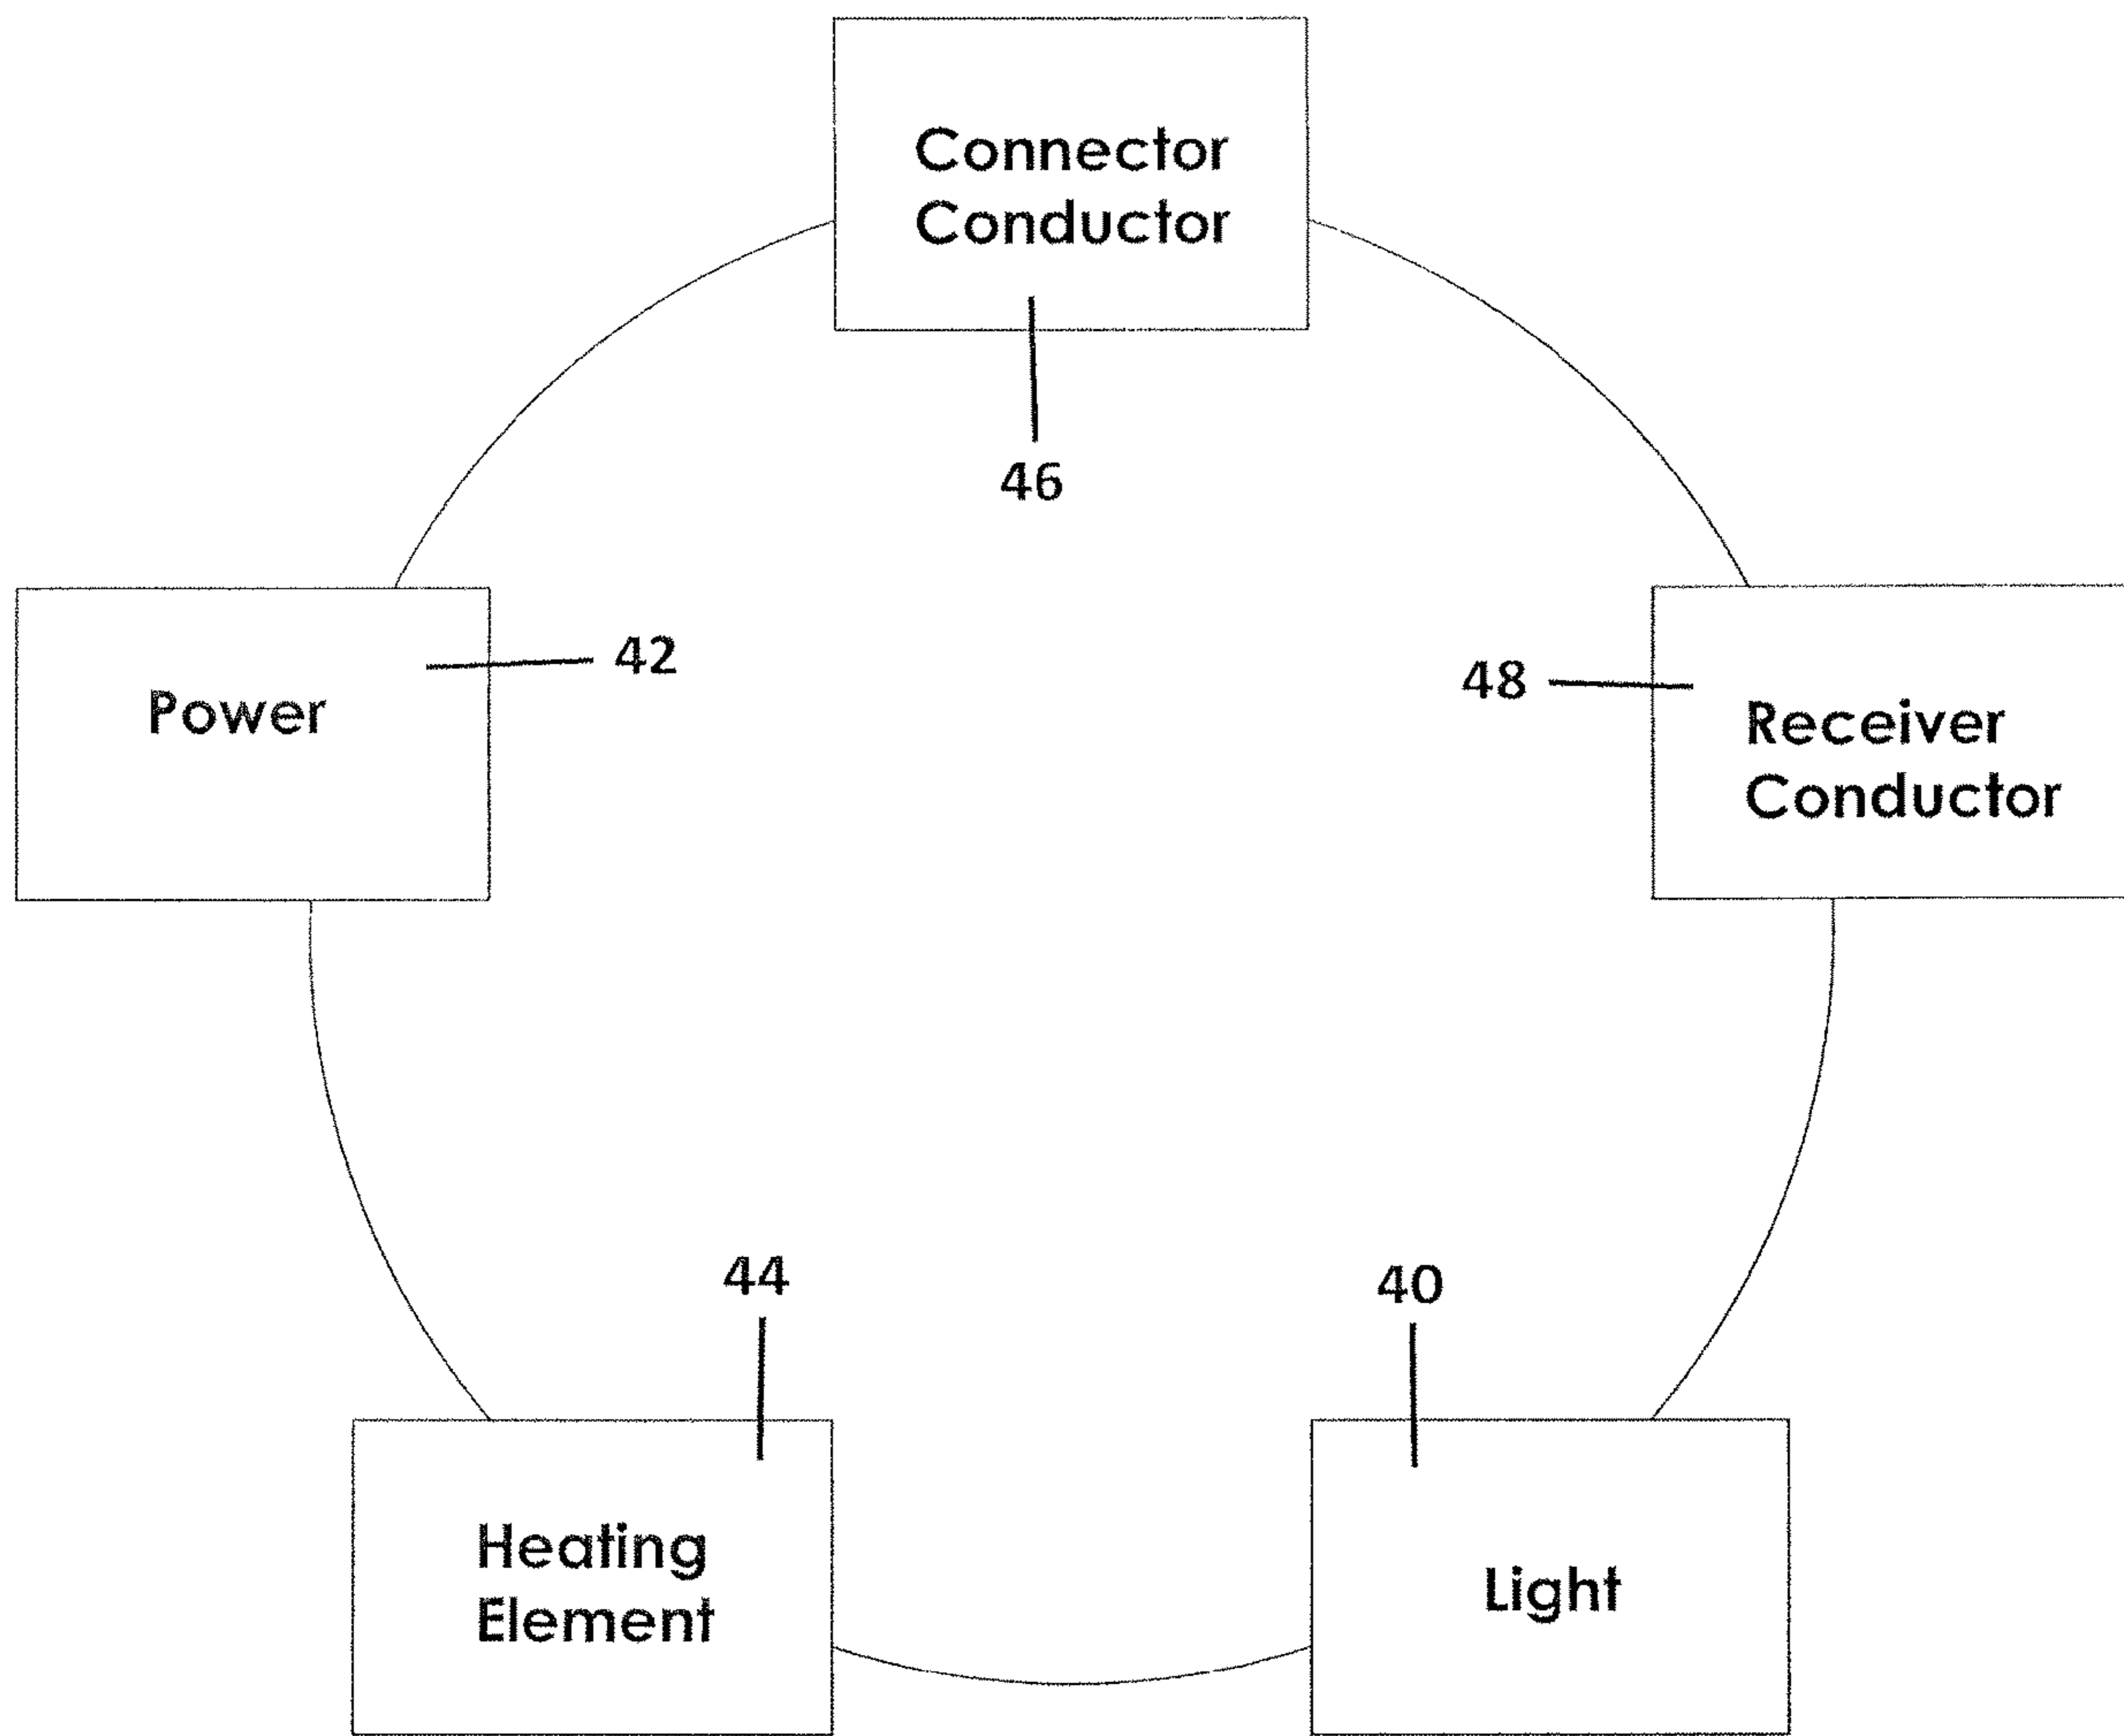 Connector
Conductor
46
42
Power
48
Receiver
Conductor
44
40
Heating
Element
Light